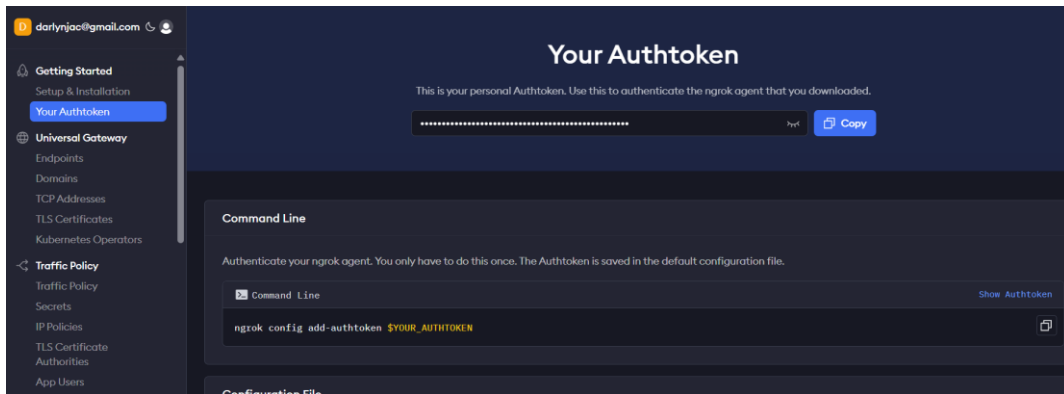 D darlynjac@gmail.com
Getting Started
Setup & Installation
Your Authtoken
Universal Gateway
Endpoints
Domains
TCP Addresses
TLS Certificates
Kubernetes Operators
Traffic Policy
Traffic Policy
Secrets
IP Policies
TLS Certificate
Authorities
App Users
Your Authtoken
This is your personal Authtoken. Use this to authenticate the ngrok agent that you downloaded.
Copy
Command Line
Authenticate your ngrok agent. You only have to do this once. The Authtoken is saved in the default configuration file.
Command Line
Show Authtoken
ngrok config add-authtoken $YOUR_AUTHTOKEN
Configuration File